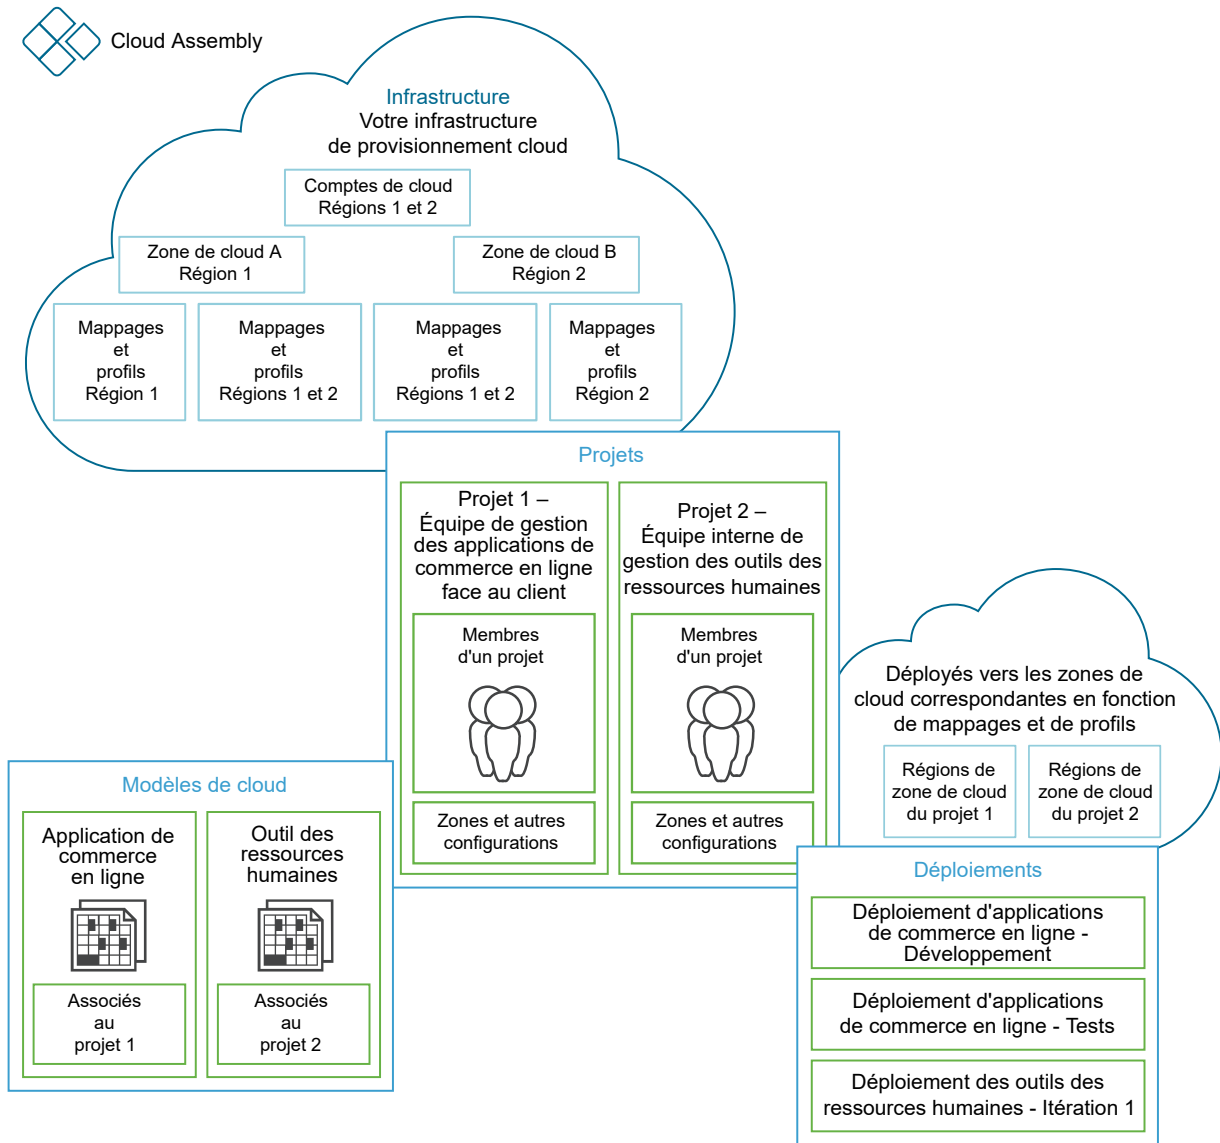 Cloud Assembly
Infrastructure
Votre infrastructure
de provisionnement cloud
Comptes de cloud
Régions 1 et 2
Zone de cloud A
Région 1
Zone de cloud B
Région 2
Mappages
et
profils
Région 1
Mappages
et
profils
Régions 1 et 2
Mappages
et
profils
Régions 1 et 2
Mappages
et
profils
Région 2
Projets
Projet 1 –
Équipe de gestion
des applications de
commerce en ligne
face au client
Membres
d'un projet
Zones et autres
configurations
Projet 2 –
Équipe interne de
gestion des outils des
ressources humaines
Membres
d'un projet
Zones et autres
configurations
Modèles de cloud
Application de
commerce
en ligne
Associés
au
projet 1
Outil des
ressources
humaines
Associés
au
projet 2
Déployés vers les zones de
cloud correspondantes en fonction
de mappages et de profils
Régions de
zone de cloud
du projet 1
Régions de
zone de cloud
du projet 2
Déploiements
Déploiement d'applications
de commerce en ligne -
Développement
Déploiement d'applications
de commerce en ligne - Tests
Déploiement des outils des
ressources humaines - Itération 1